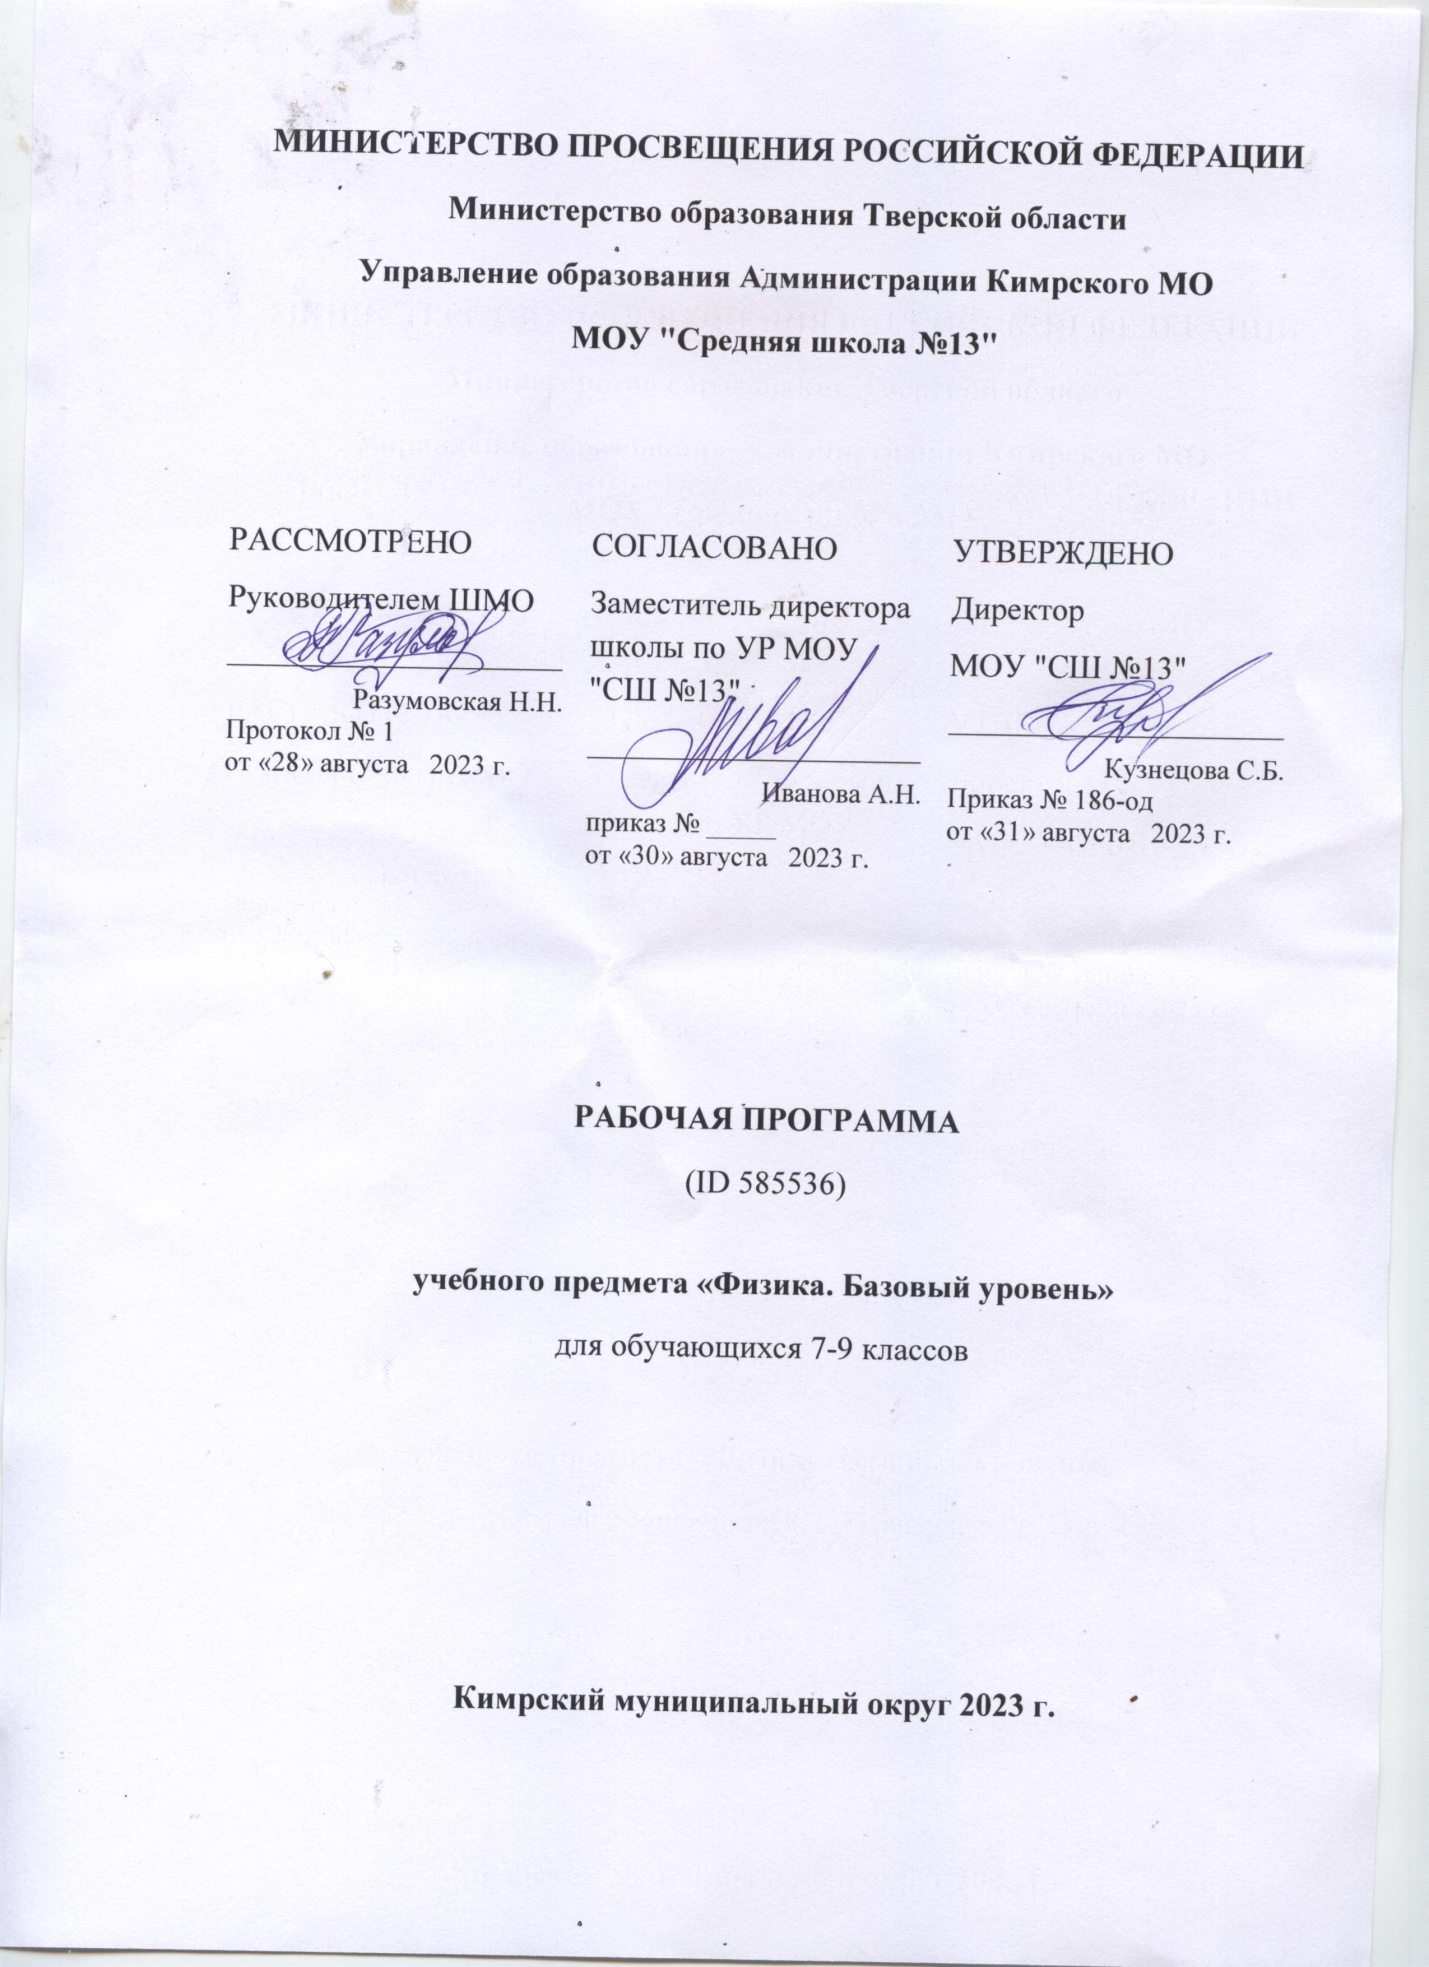 МИНИСТЕРСТВО ПРОСВЕЩЕНИЯ РОССИЙСКОЙ ФЕДЕРАЦИИ
Министерство образования Тверской области
Управление образования Администрации Кимрского МО
МОУ "Средняя школа №13"
РАССМОТРЕНО
Руководителем ШМО
Разумовская Н.Н.
Протокол № 1
от «28» августа 2023 г.
СОГЛАСОВАНО
Заместитель директора
школы по УР МОУ
"СШ №13"
Иванова А.Н.
приказ № _____
от «30» августа 2023 г.
УТВЕРЖДЕНО
Директор
МОУ "СШ №13"
Кузнецова С.Б.
Приказ № 186-од
от «31» августа 2023 г.
РАБОЧАЯ ПРОГРАММА
(ID 585536)
учебного предмета «Физика. Базовый уровень»
для обучающихся 7-9 классов
Кимрский муниципальный округ 2023 г.